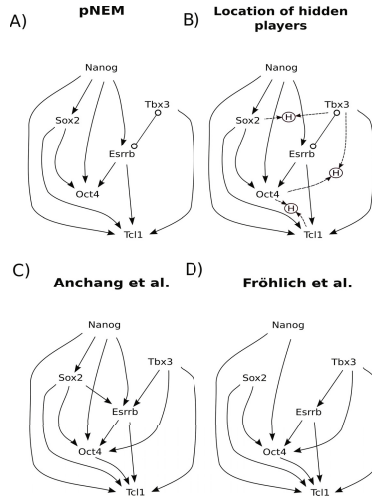 A)
pNEM
Nanog
Tbx3
Sox2
Esrrb
Oct4
Tcl1
B)
Location of hidden
players
Nanog
Tbx3
Sox2
H
Esrrb
H
Oct4
H
Tcl1
C)
Anchang et al.
Nanog
Tbx3
Sox2
Esrrb
Oct4
Tcl1
D)
Fröhlich et al.
Nanog
Tbx3
Sox2
Esrrb
Oct4
Tcl1